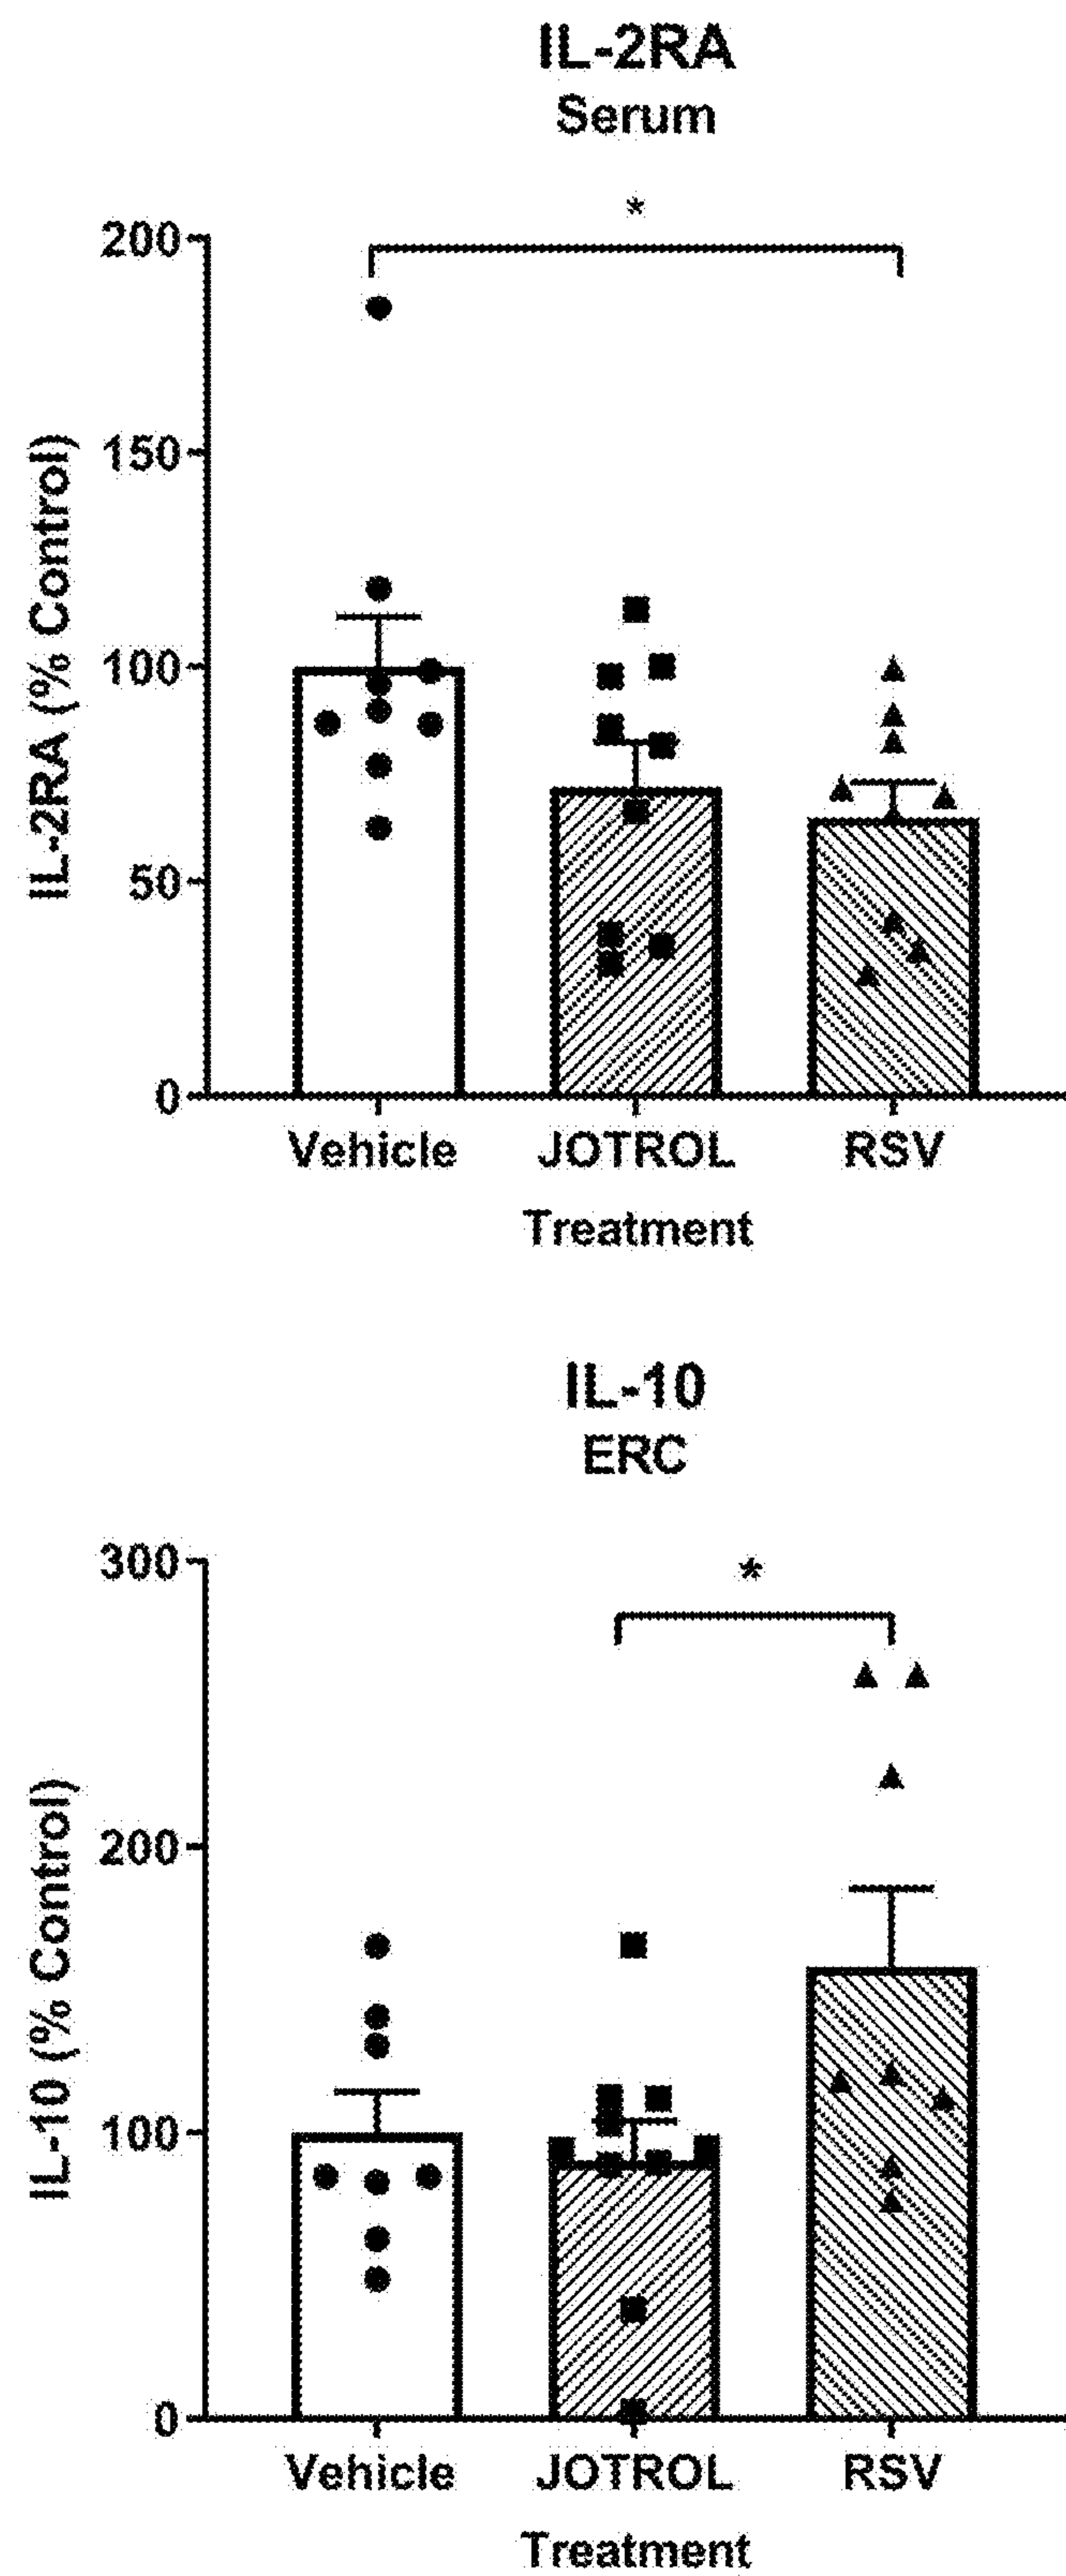 IL-2RA
Serum
*
200
150
100
50
0
IL-2RA (% Control)
Vehicle JOTROL RSV
Treatment
IL-10
ERC
*
300
200
100
0
IL-10 (% Control)
Vehicle JOTROL RSV
Treatment